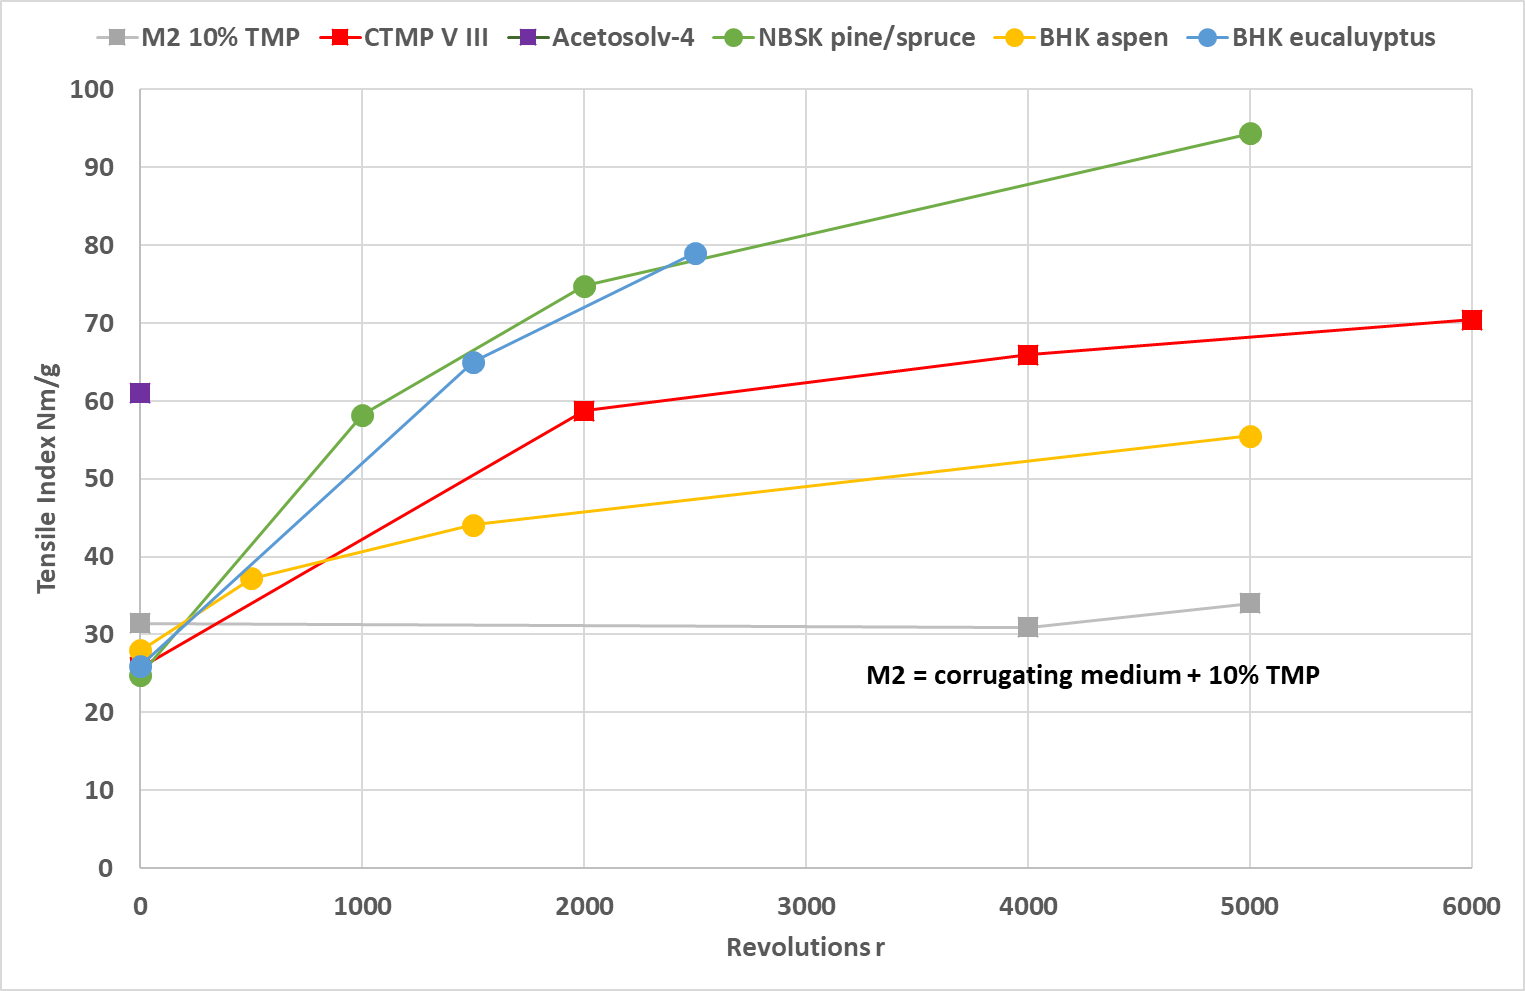 M2 10% TMP CTMP V III Acetosolv-4 NBSK pine/spruce BHK aspen BHK eucaluyptus
100
90
80
70
60
50
40
30
20
10
0
Tensile Index Nm/g
M2 = corrugating medium + 10% TMP
0 1000 2000 3000 4000 5000 6000
Revolutions r